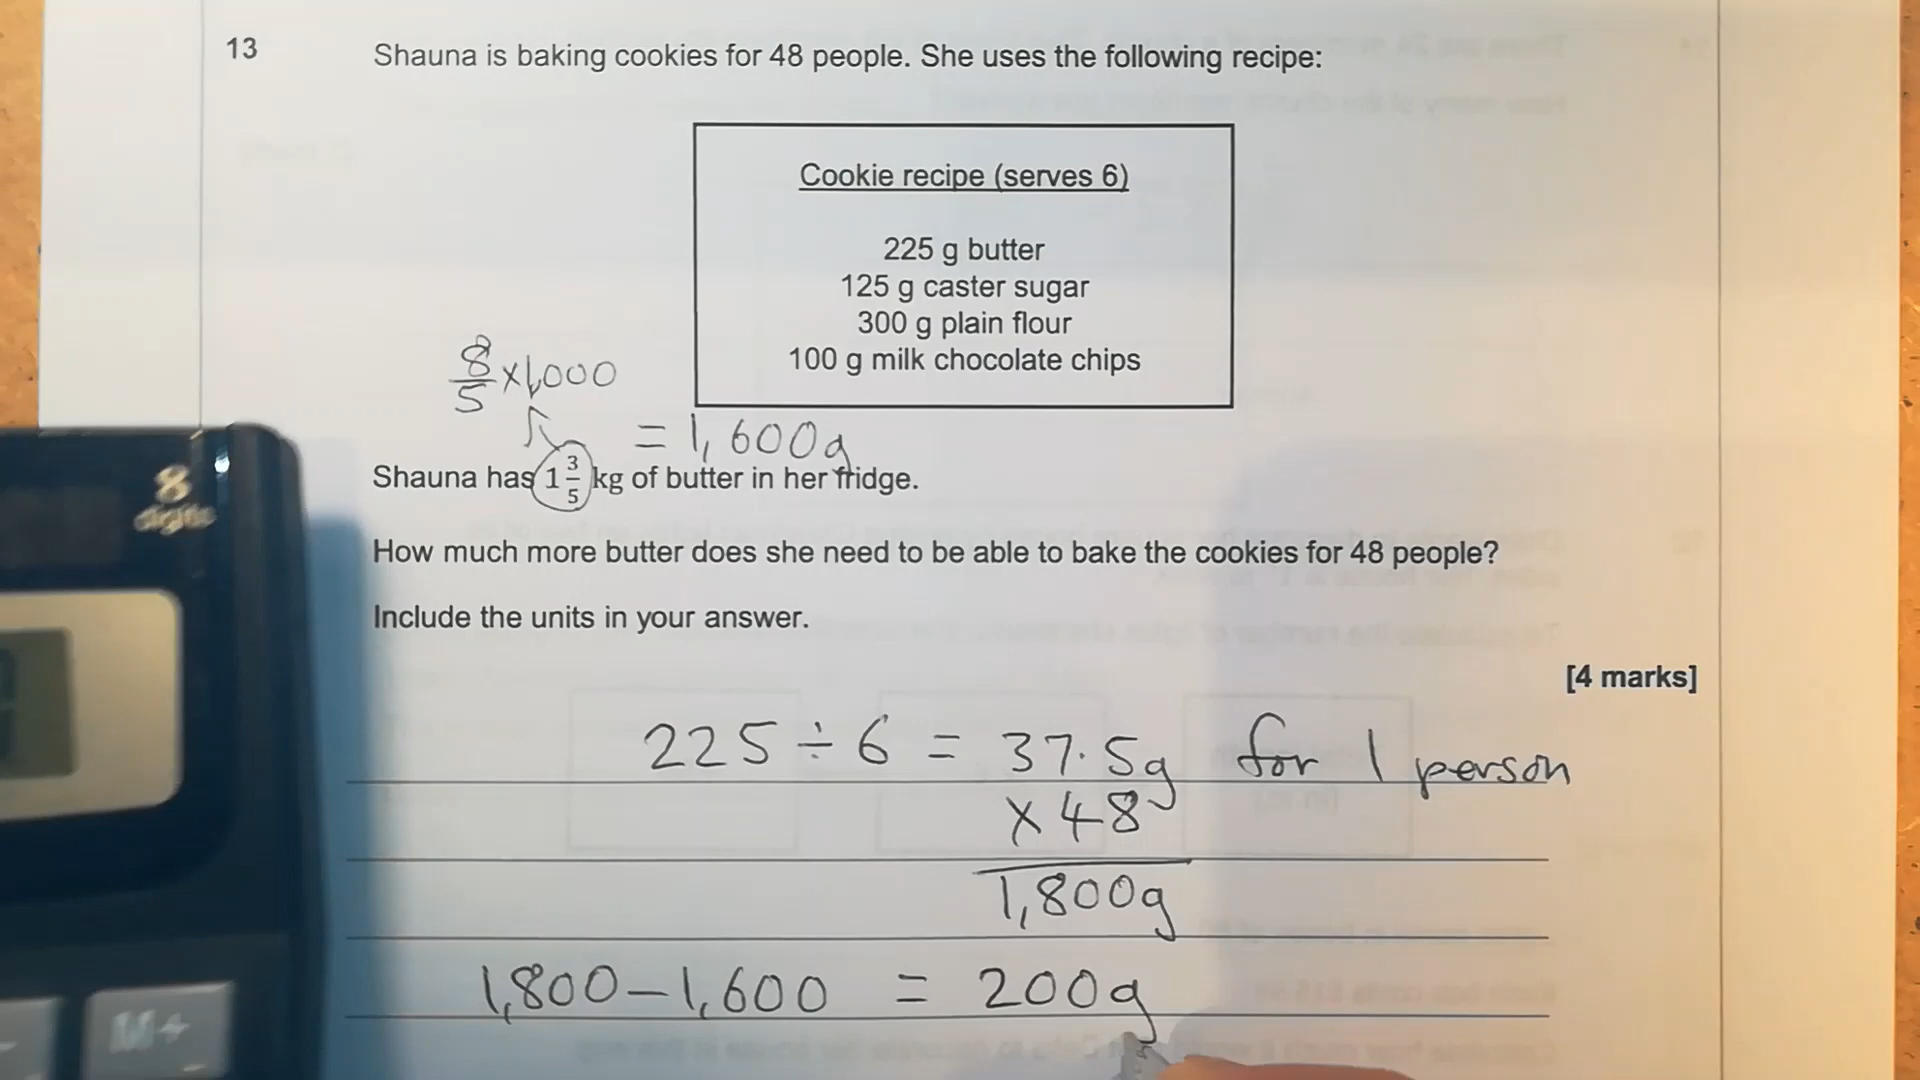 13 Shauna is baking cookies for 48 people. She uses the following recipe:
Cookie recipe (serves 6)
225 g butter
125 g caster sugar
300 g plain flour
100 g milk chocolate chips
8/5 × 1,000
= 1,600g
Shauna has 1 3/5 kg of butter in her fridge.
How much more butter does she need to be able to bake the cookies for 48 people?
Include the units in your answer.
[4 marks]
225 ÷ 6 = 37.5g for 1 person
× 48
1,800g
1,800 – 1,600 = 200g
8
digits
M+